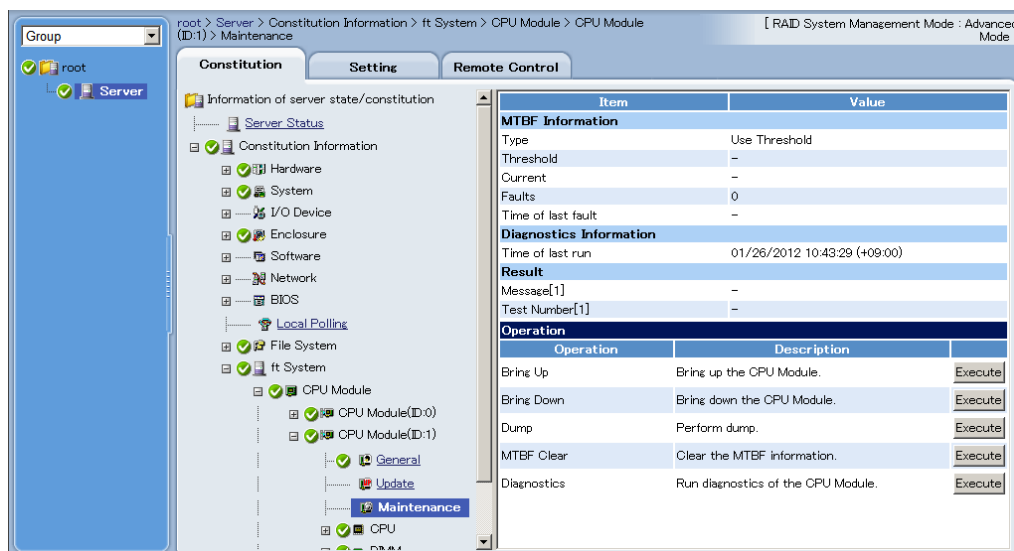 Group
root
Server
root > Server > Constitution Information > ft System > CPU Module > CPU Module
(ID:1) > Maintenance
[ RAID System Management Mode : Advanced
Mode
Constitution
Setting
Remote Control
Information of server state/constitution
Server Status
Constitution Information
Hardware
System
I/O Device
Enclosure
Software
Network
BIOS
Local Polling
File System
ft System
CPU Module
CPU Module(ID:0)
CPU Module(ID:1)
General
Update
Maintenance
CPU
DIMM
Item Value
MTBF Information
Type Use Threshold
Threshold -
Current -
Faults 0
Time of last fault -
Diagnostics Information
Time of last run 01/26/2012 10:43:29 (+09:00)
Result
Message[1] -
Test Number[1] -
Operation
Operation Description
Bring Up Bring up the CPU Module. Execute
Bring Down Bring down the CPU Module. Execute
Dump Perform dump. Execute
MTBF Clear Clear the MTBF information. Execute
Diagnostics Run diagnostics of the CPU Module. Execute